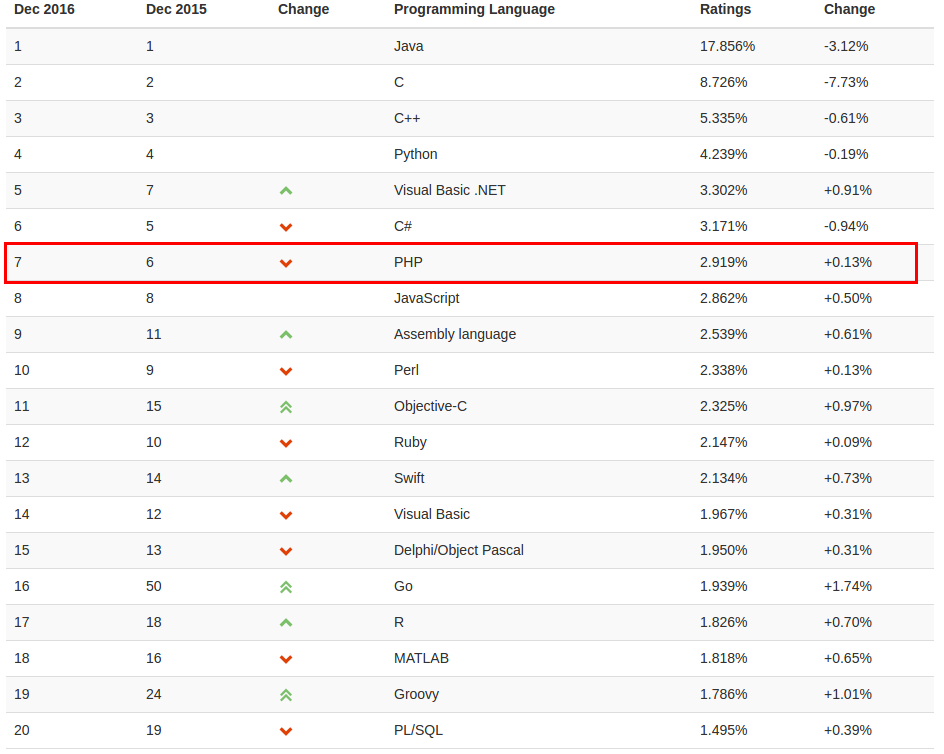 Dec 2016 Dec 2015 Change Programming Language Ratings Change
1 1 Java 17.856% -3.12%
2 2 C 8.726% -7.73%
3 3 C++ 5.335% -0.61%
4 4 Python 4.239% -0.19%
5 7 Visual Basic .NET 3.302% +0.91%
6 5 C# 3.171% -0.94%
7 6 PHP 2.919% +0.13%
8 8 JavaScript 2.862% +0.50%
9 11 Assembly language 2.539% +0.61%
10 9 Perl 2.338% +0.13%
11 15 Objective-C 2.325% +0.97%
12 10 Ruby 2.147% +0.09%
13 14 Swift 2.134% +0.73%
14 12 Visual Basic 1.967% +0.31%
15 13 Delphi/Object Pascal 1.950% +0.31%
16 50 Go 1.939% +1.74%
17 18 R 1.826% +0.70%
18 16 MATLAB 1.818% +0.65%
19 24 Groovy 1.786% +1.01%
20 19 PL/SQL 1.495% +0.39%